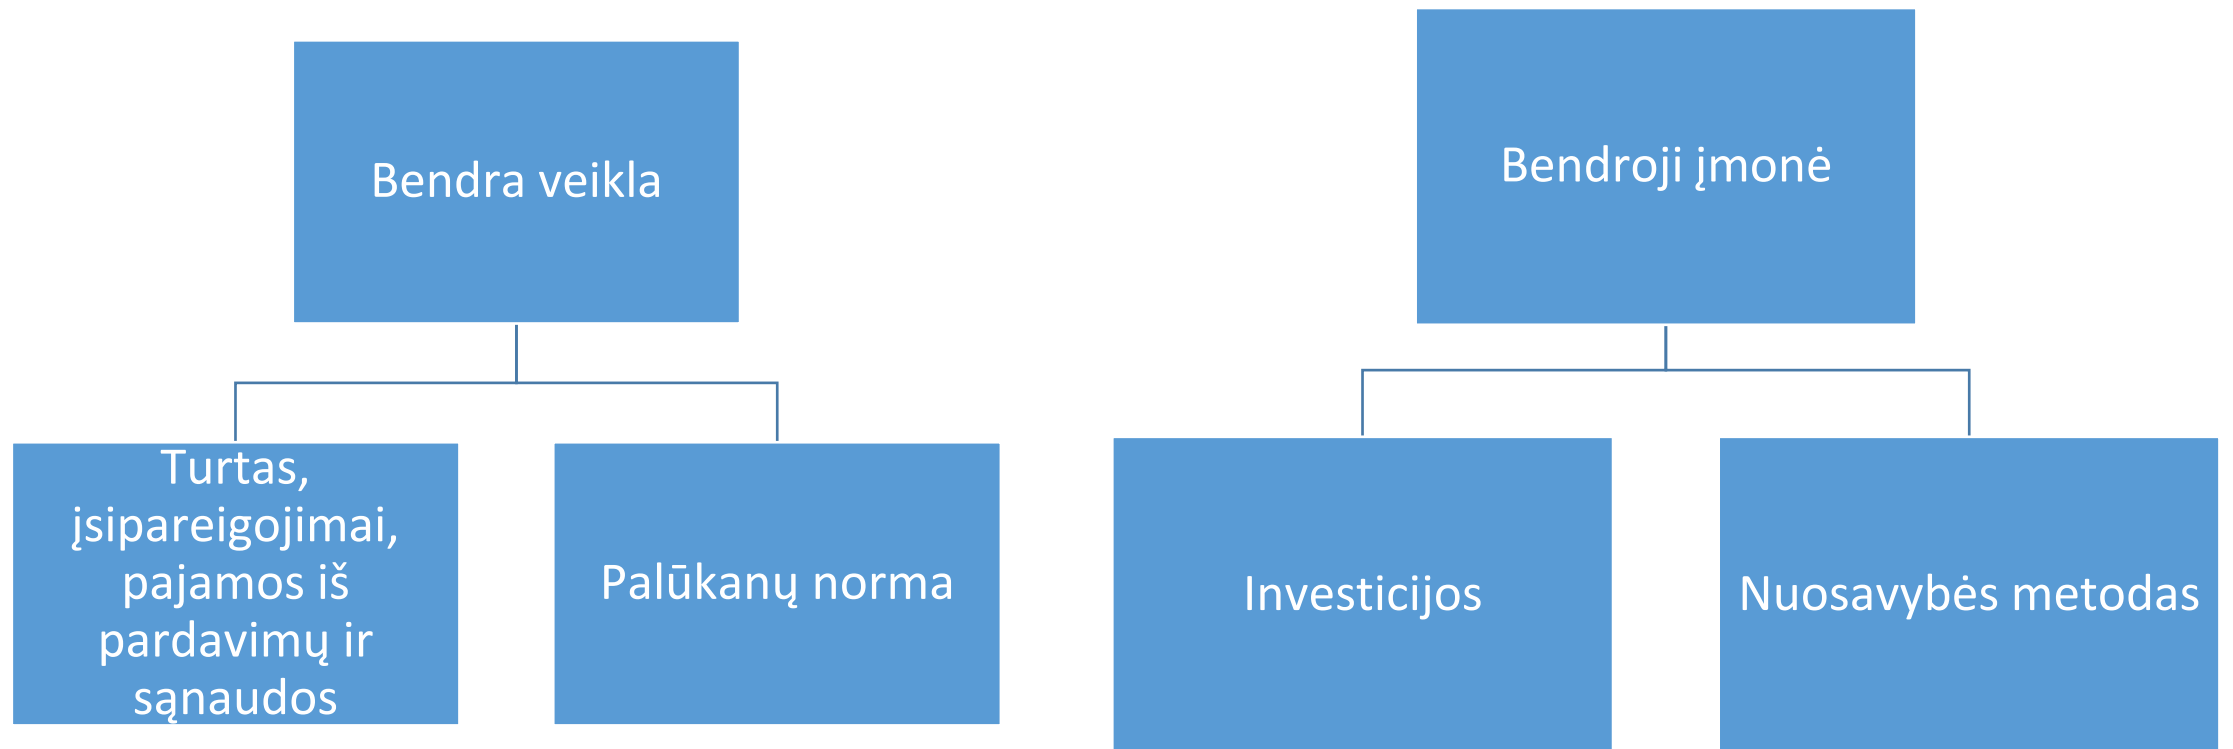 Bendra veikla
Turtas,
įsipareigojimai,
pajamos iš
pardavimų ir
sąnaudos
Palūkanų norma
Bendroji įmonė
Investicijos
Nuosavybės metodas